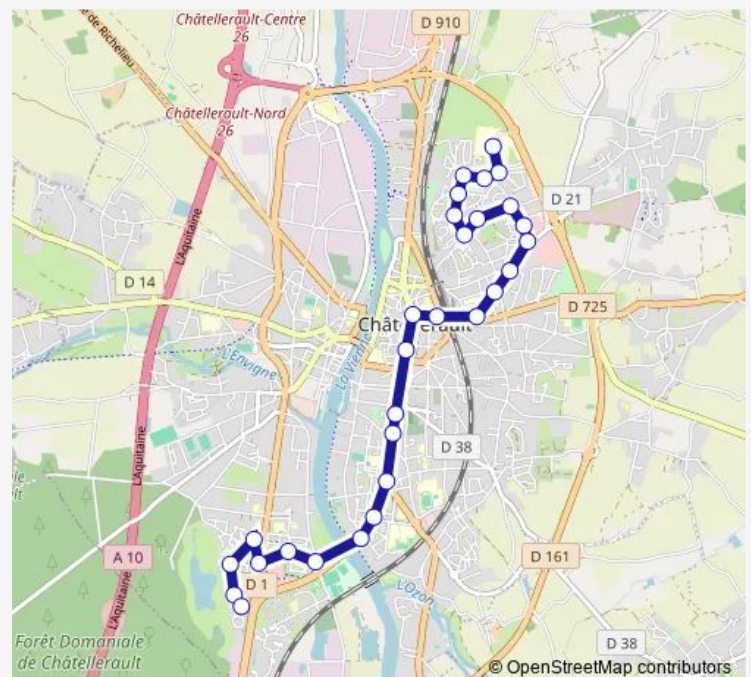 Châtellerault-Centre
26
D 910
de Richelieu
Châtellerault-Nord
26
L'Aquitaine
D 21
D 14
D 725
Châtellerault
La Vienne
L'Envigne
L'Aquitaine
D 38
A 10
D 161
D 1
L'Aquitaine
L'Ozon
Forêt Domaniale
de Châtellerault
D 38
© OpenStreetMap contributors